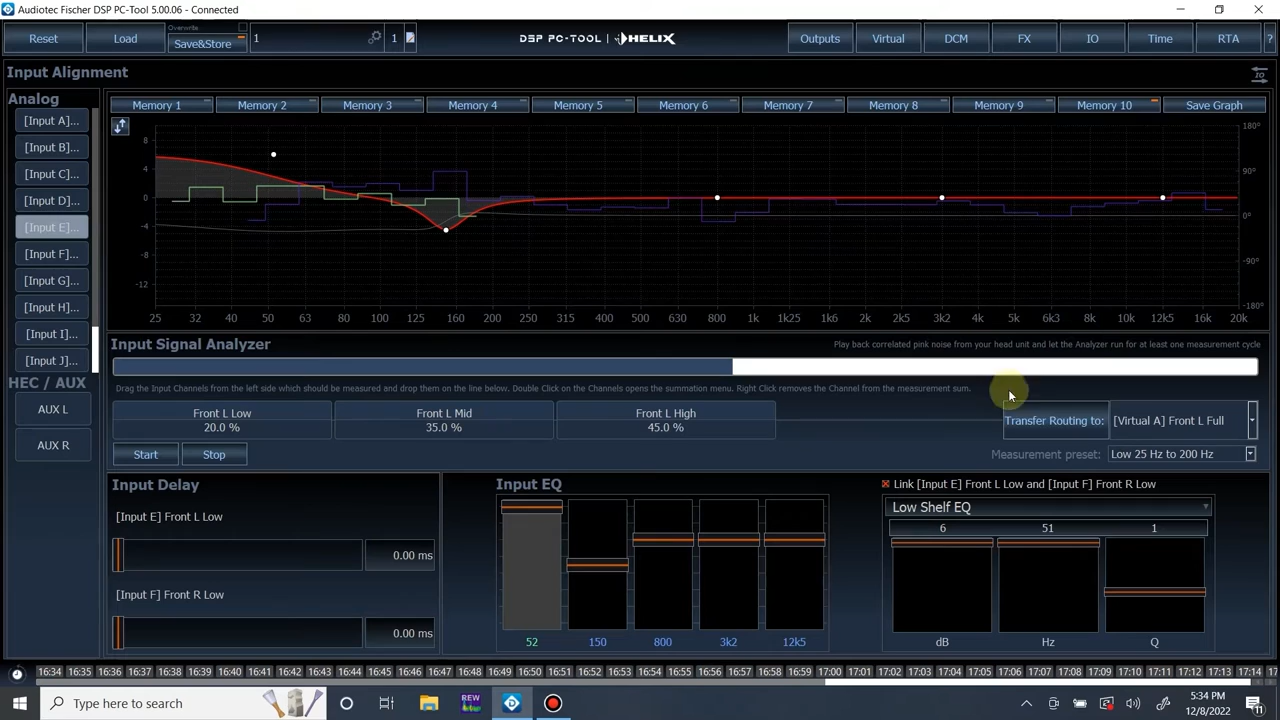 Audiotec Fischer DSP PC-Tool 5.00.06 - Connected
Reset
Load
Overwrite
Save&Store
1
1
DSP PC-TOOL
HELIX
Outputs
Virtual
DCM
FX
IO
Time
RTA
?
Input Alignment
IO
Analog
[Input A]...
[Input B]...
[Input C]...
[Input D]...
[Input E]...
[Input F]...
[Input G]...
[Input H]...
[Input I]...
[Input J]...
HEC / AUX
AUX L
AUX R
Memory 1
Memory 2
Memory 3
Memory 4
Memory 5
Memory 6
Memory 7
Memory 8
Memory 9
Memory 10
Save Graph
8
4
0
-4
-8
-12
180°
90°
0°
-90°
-180°
25 32 40 50 63 80 100 125 160 200 250 315 400 500 630 800 1k 1k25 1k6 2k 2k5 3k2 4k 5k 6k3 8k 10k 12k5 16k 20k
Input Signal Analyzer
Play back correlated pink noise from your head unit and let the Analyzer run for at least one measurement cycle
Drag the Input Channels from the left side which should be measured and drop them on the line below. Double Click on the Channels opens the summation menu. Right Click removes the Channel from the measurement sum.
Front L Low
20.0 %
Front L Mid
35.0 %
Front L High
45.0 %
Transfer Routing to:
[Virtual A] Front L Full
Start
Stop
Measurement preset:
Low 25 Hz to 200 Hz
Input Delay
[Input E] Front L Low
0.00 ms
[Input F] Front R Low
0.00 ms
Input EQ
52 150 800 3k2 12k5
Link [Input E] Front L Low and [Input F] Front R Low
Low Shelf EQ
6 51 1
dB Hz Q
16:34 16:35 16:36 16:37 16:38 16:39 16:40 16:41 16:42 16:43 16:44 16:45 16:46 16:47 16:48 16:49 16:50 16:51 16:52 16:53 16:54 16:55 16:56 16:57 16:58 16:59 17:00 17:01 17:02 17:03 17:04 17:05 17:06 17:07 17:08 17:09 17:10 17:11 17:12 17:13 17:14 17
Type here to search
REW
5:34 PM
12/8/2022
11